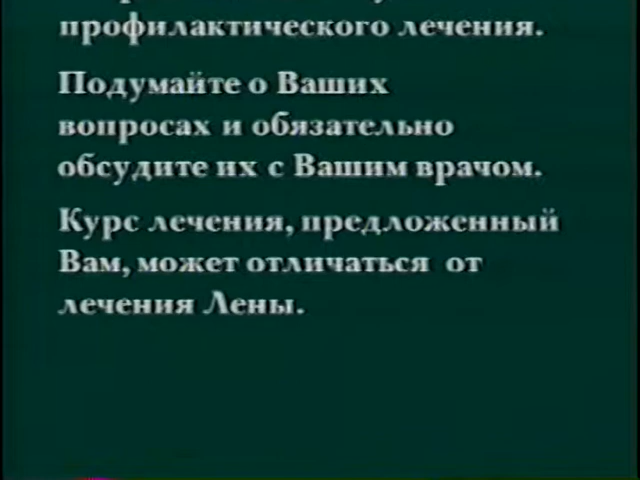 профилактического лечения.
Подумайте о Ваших
вопросах и обязательно
обсудите их с Вашим врачом.
Курс лечения, предложенный
Вам, может отличаться от
лечения Лены.